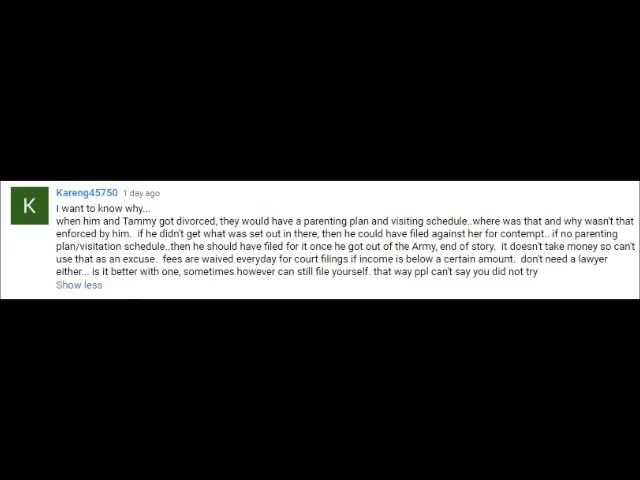 K
Kareng45750 1 day ago
I want to know why...
when him and Tammy got divorced, they would have a parenting plan and visiting schedule..where was that and why wasn't that
enforced by him.  if he didn't get what was set out in there, then he could have filed against her for contempt.. if no parenting
plan/visitation schedule..then he should have filed for it once he got out of the Army, end of story.  it doesn't take money so can't
use that as an excuse.  fees are waived everyday for court filings if income is below a certain amount.  don't need a lawyer
either... is it better with one, sometimes however can still file yourself. that way ppl can't say you did not try
Show less